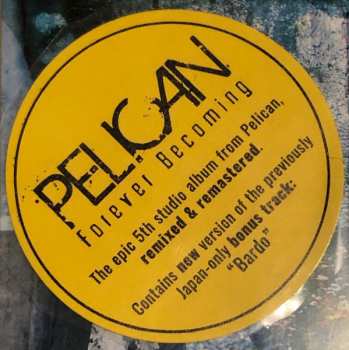 PELICAN
Forever Becoming
The epic 5th studio album from Pelican,
remixed & remastered.
Contains new version of the previously
Japan-only bonus track:
"Bardo"